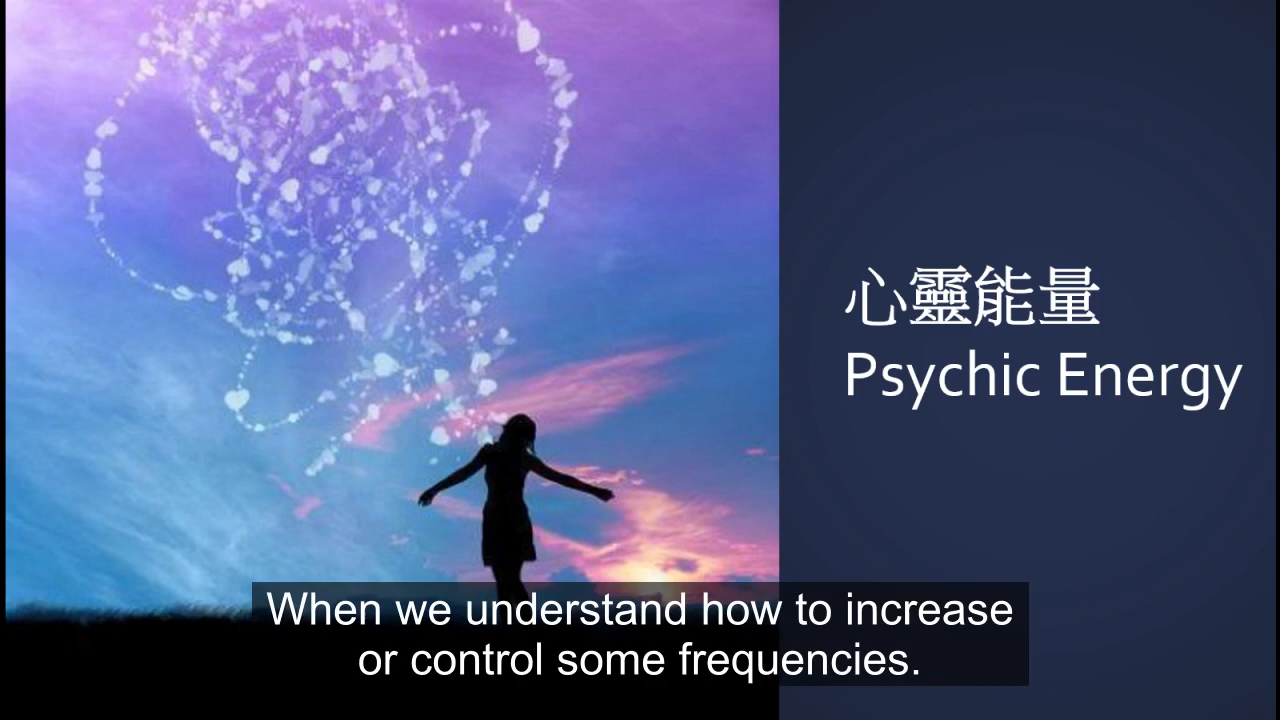 心靈能量
Psychic Energy
When we understand how to increase
or control some frequencies.